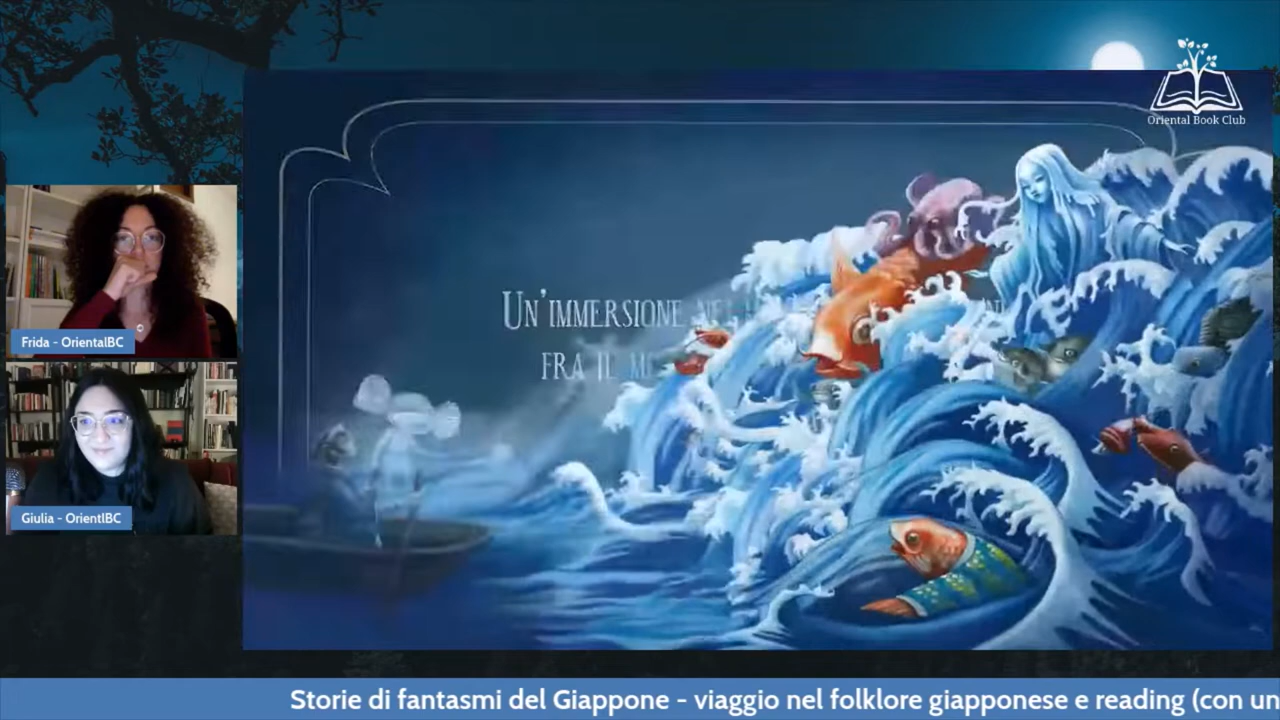 Oriental Book Club
UN'IMMERSIONE
FRA IL
Frida - OrientalBC
Giulia - OrientlBC
Storie di fantasmi del Giappone - viaggio nel folklore giapponese e reading (con un